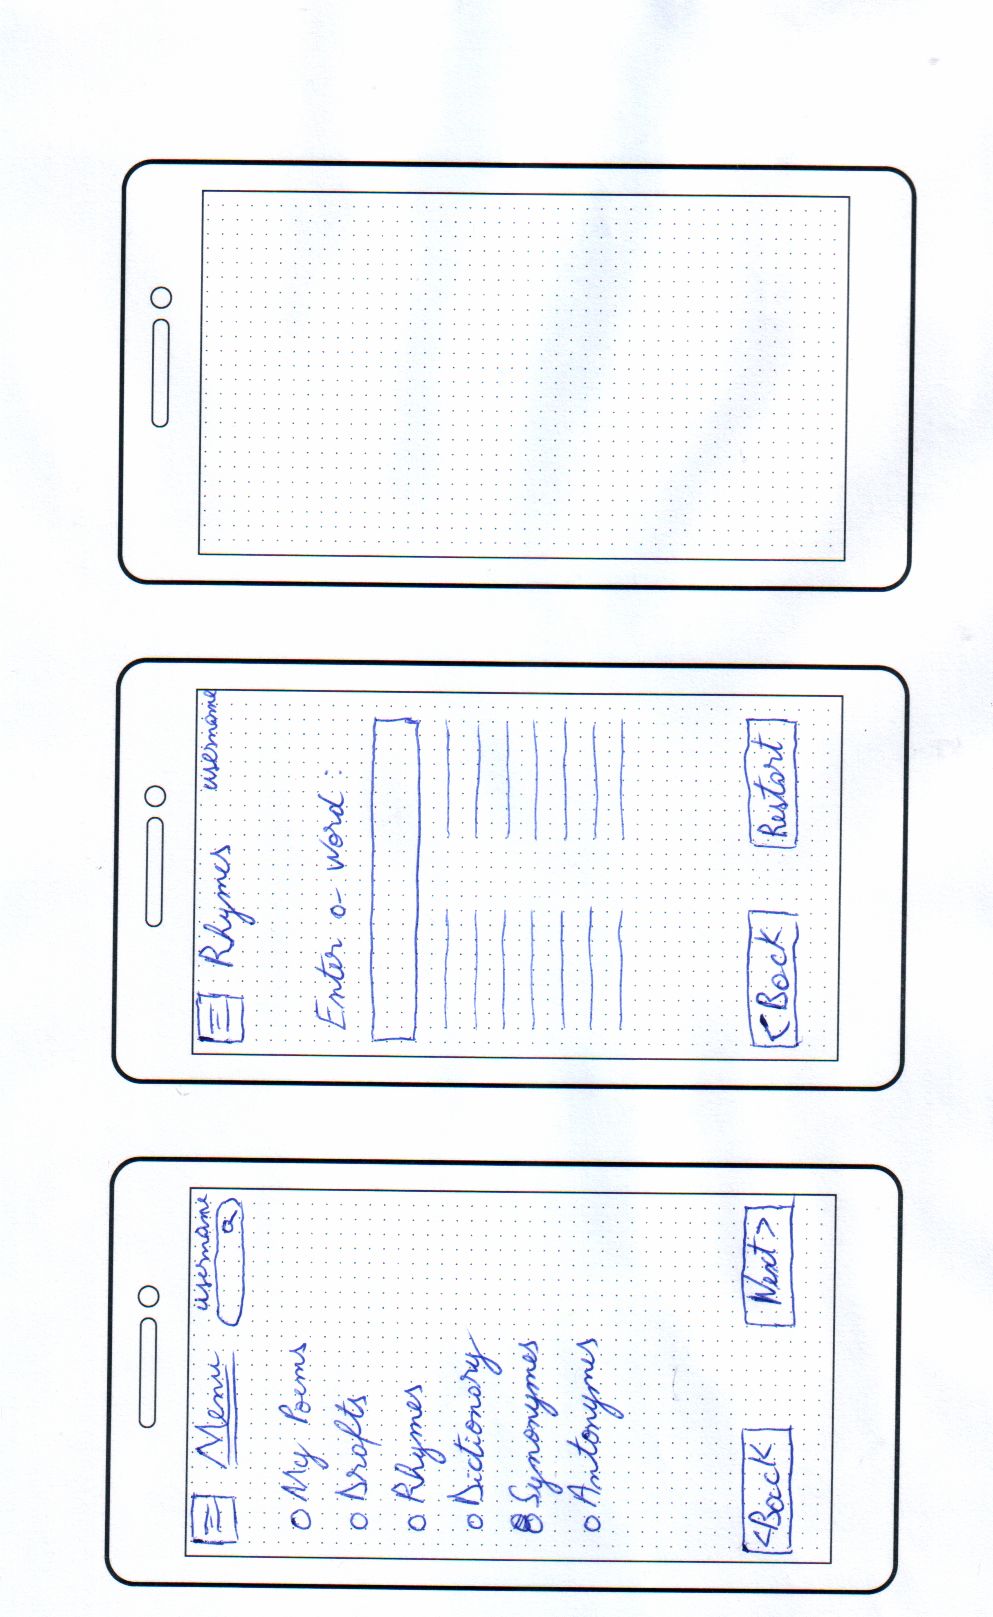 Menu
username
My Poems
Drafts
Rhymes
Dictionary
Synonymes
Antonymes
<Back
Next>
Rhymes
username
Enter a Word:
<Back
Restart